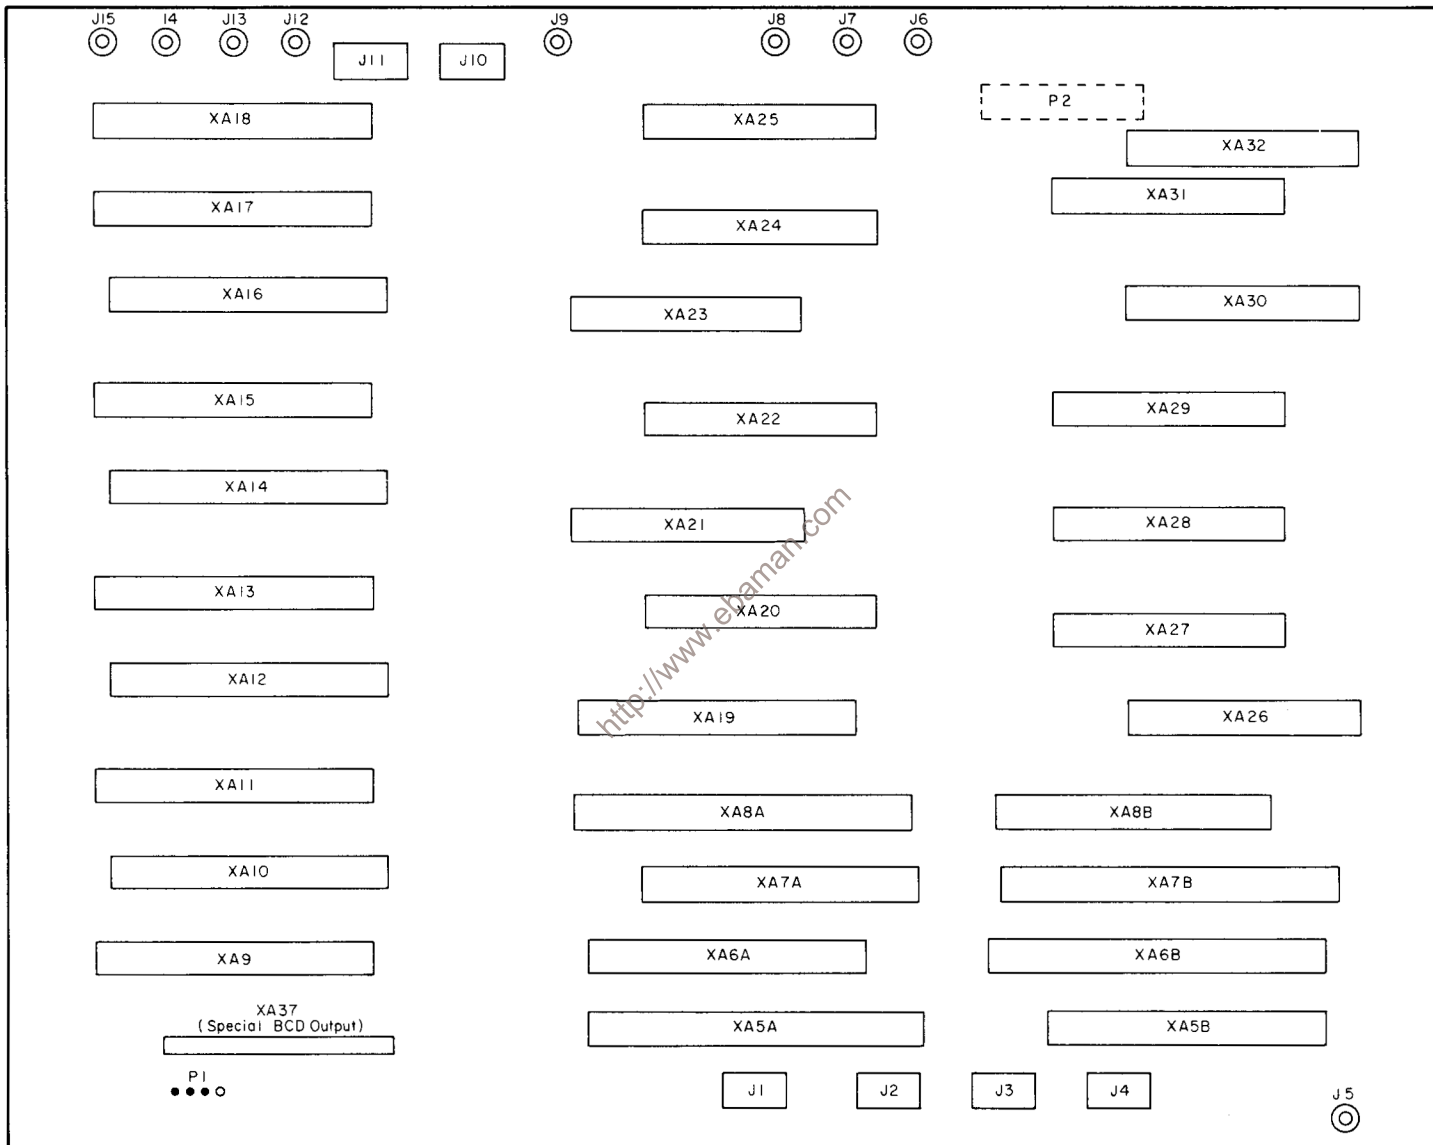 J15 14 J13 J12 J9 J8 J7 J6
J11 J10
P2
XA18 XA25
XA32
XA31
XA17
XA24
XA16
XA30
XA23
XA15
XA29
XA22
XA14
XA21 XA28
XA13
XA20
XA27
XA12
XA19 XA26
XA11
XA8A XA8B
XA10
XA7A XA7B
XA9
XA6A XA6B
XA37
(Special BCD Output)
XA5A XA5B
P1
J1 J2 J3 J4
J5
http://www.ebaman.com